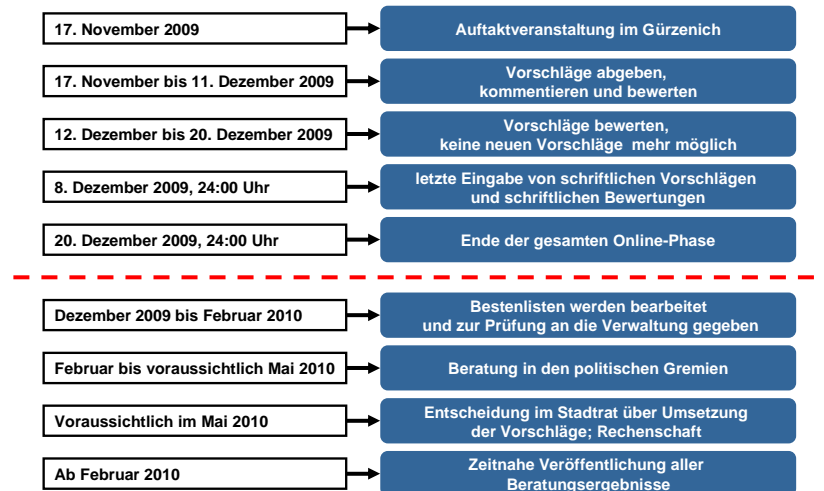 17. November 2009
Auftaktveranstaltung im Gürzenich
17. November bis 11. Dezember 2009
Vorschläge abgeben,
kommentieren und bewerten
12. Dezember bis 20. Dezember 2009
Vorschläge bewerten,
keine neuen Vorschläge mehr möglich
8. Dezember 2009, 24:00 Uhr
letzte Eingabe von schriftlichen Vorschlägen
und schriftlichen Bewertungen
20. Dezember 2009, 24:00 Uhr
Ende der gesamten Online-Phase
Dezember 2009 bis Februar 2010
Bestenlisten werden bearbeitet
und zur Prüfung an die Verwaltung gegeben
Februar bis voraussichtlich Mai 2010
Beratung in den politischen Gremien
Voraussichtlich im Mai 2010
Entscheidung im Stadtrat über Umsetzung
der Vorschläge; Rechenschaft
Ab Februar 2010
Zeitnahe Veröffentlichung aller
Beratungsergebnisse